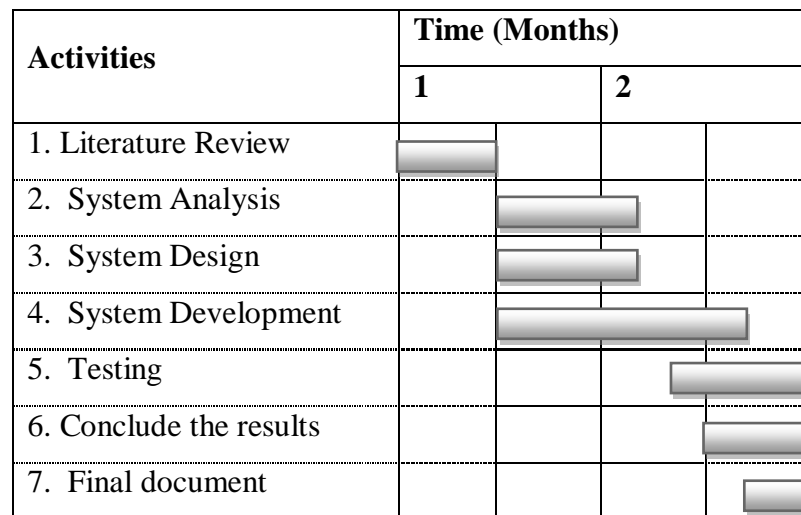 Activities
Time (Months)
1 2
1. Literature Review
2. System Analysis
3. System Design
4. System Development
5. Testing
6. Conclude the results
7. Final document